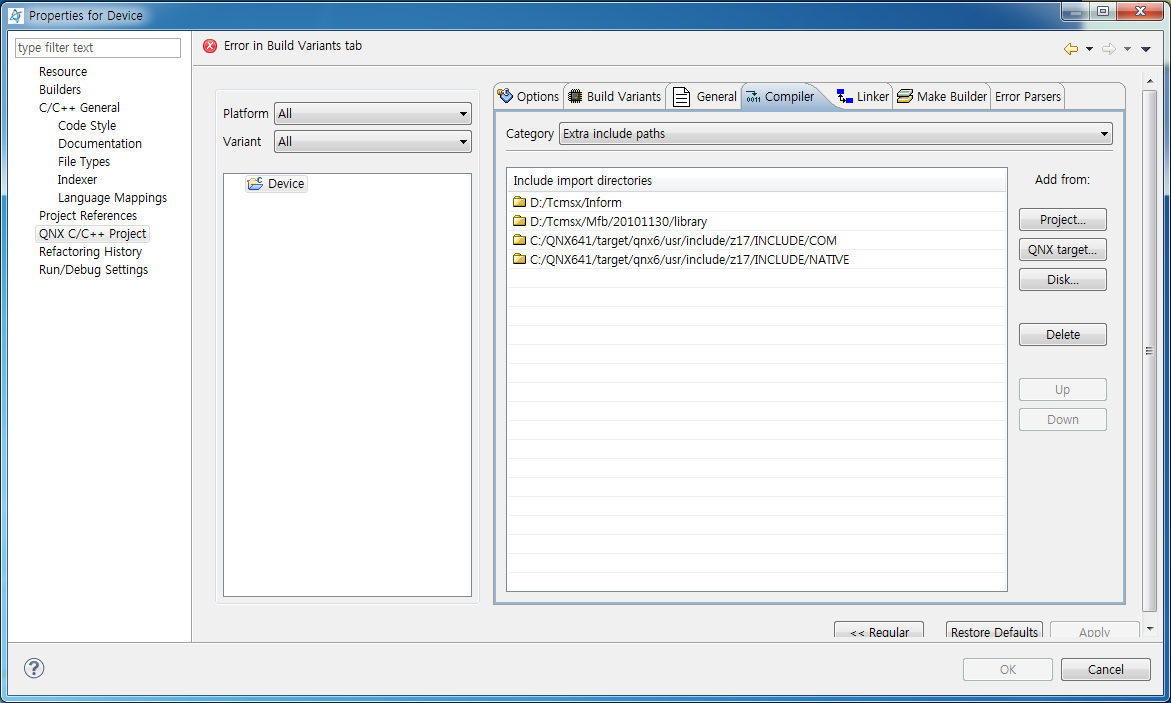 Properties for Device
type filter text
Resource
Builders
C/C++ General
Code Style
Documentation
File Types
Indexer
Language Mappings
Project References
QNX C/C++ Project
Refactoring History
Run/Debug Settings
Error in Build Variants tab
Platform All
Variant All
Device
Options Build Variants General Compiler Linker Make Builder Error Parsers
Category Extra include paths
Include import directories
D:/Tcmsx/Inform
D:/Tcmsx/Mfb/20101130/library
C:/QNX641/target/qnx6/usr/include/z17/INCLUDE/COM
C:/QNX641/target/qnx6/usr/include/z17/INCLUDE/NATIVE
Add from:
Project...
QNX target...
Disk...
Delete
Up
Down
<< Regular Restore Defaults Apply
OK Cancel